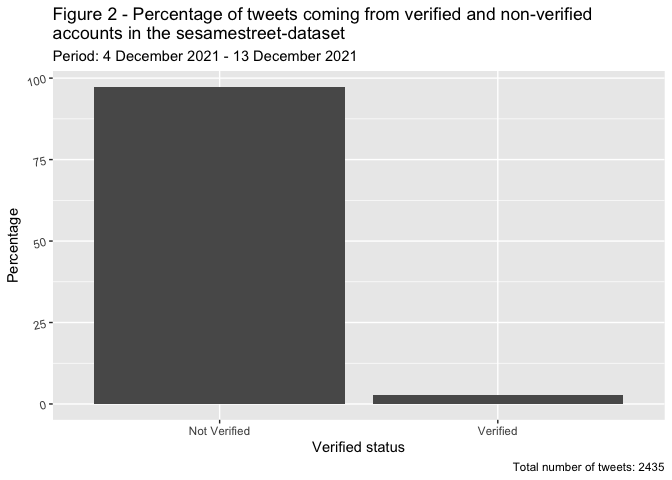 Figure 2 - Percentage of tweets coming from verified and non-verified
accounts in the sesamestreet-dataset
Period: 4 December 2021 - 13 December 2021
100
75
50
25
0
Percentage
Not Verified
Verified
Verified status
Total number of tweets: 2435